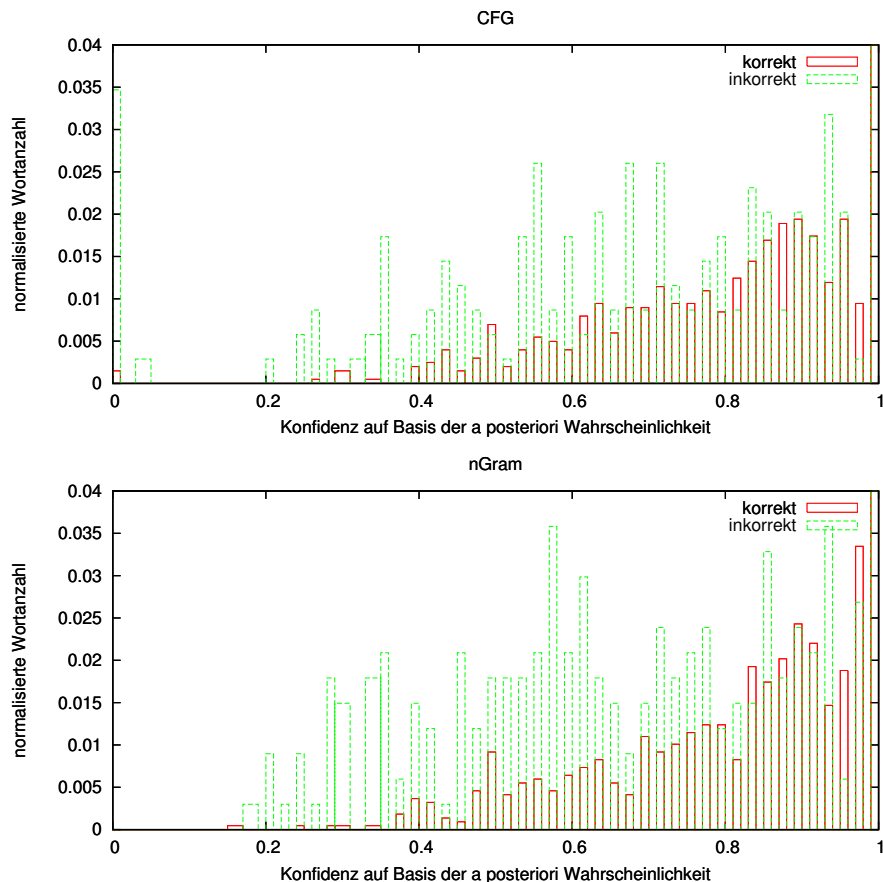 CFG
0.04
0.035
0.03
0.025
0.02
0.015
0.01
0.005
0
normalisierte Wortanzahl
korrekt
inkorrekt
0 0.2 0.4 0.6 0.8 1
Konfidenz auf Basis der a posteriori Wahrscheinlichkeit
nGram
0.04
0.035
0.03
0.025
0.02
0.015
0.01
0.005
0
normalisierte Wortanzahl
korrekt
inkorrekt
0 0.2 0.4 0.6 0.8 1
Konfidenz auf Basis der a posteriori Wahrscheinlichkeit